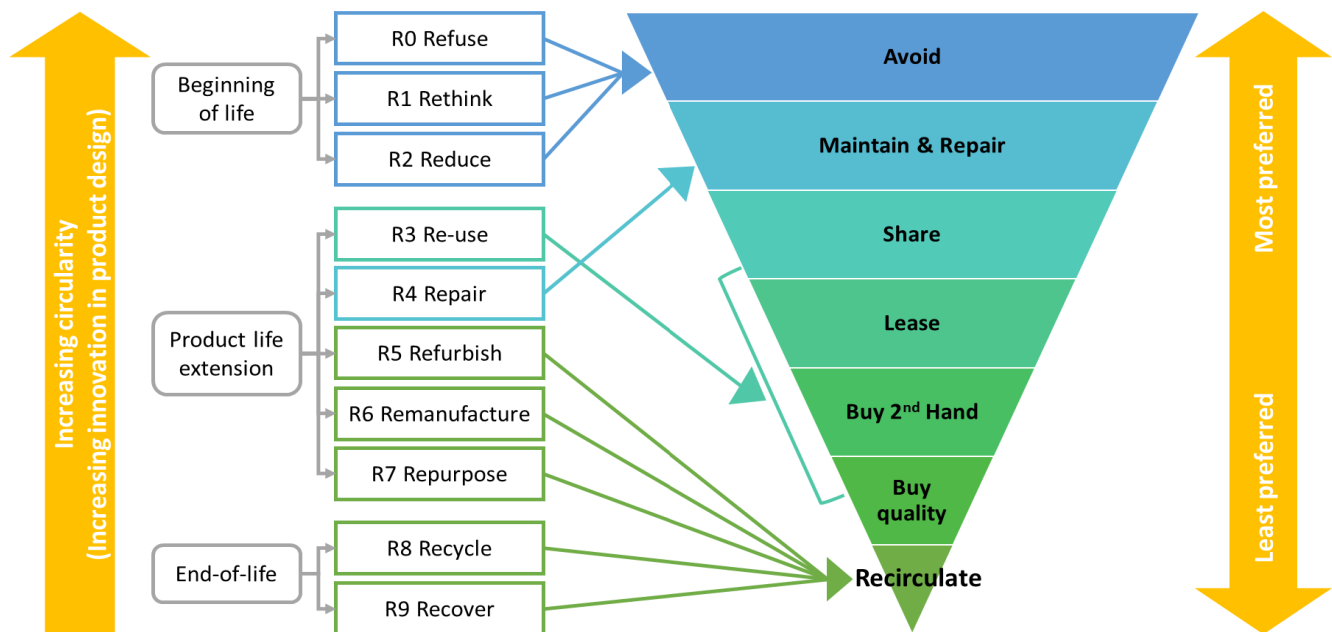 Increasing circularity
(Increasing innovation in product design)
Beginning
of life
Product life
extension
End-of-life
R0 Refuse
R1 Rethink
R2 Reduce
R3 Re-use
R4 Repair
R5 Refurbish
R6 Remanufacture
R7 Repurpose
R8 Recycle
R9 Recover
Avoid
Maintain & Repair
Share
Lease
Buy 2nd Hand
Buy
quality
Recirculate
Most preferred
Least preferred